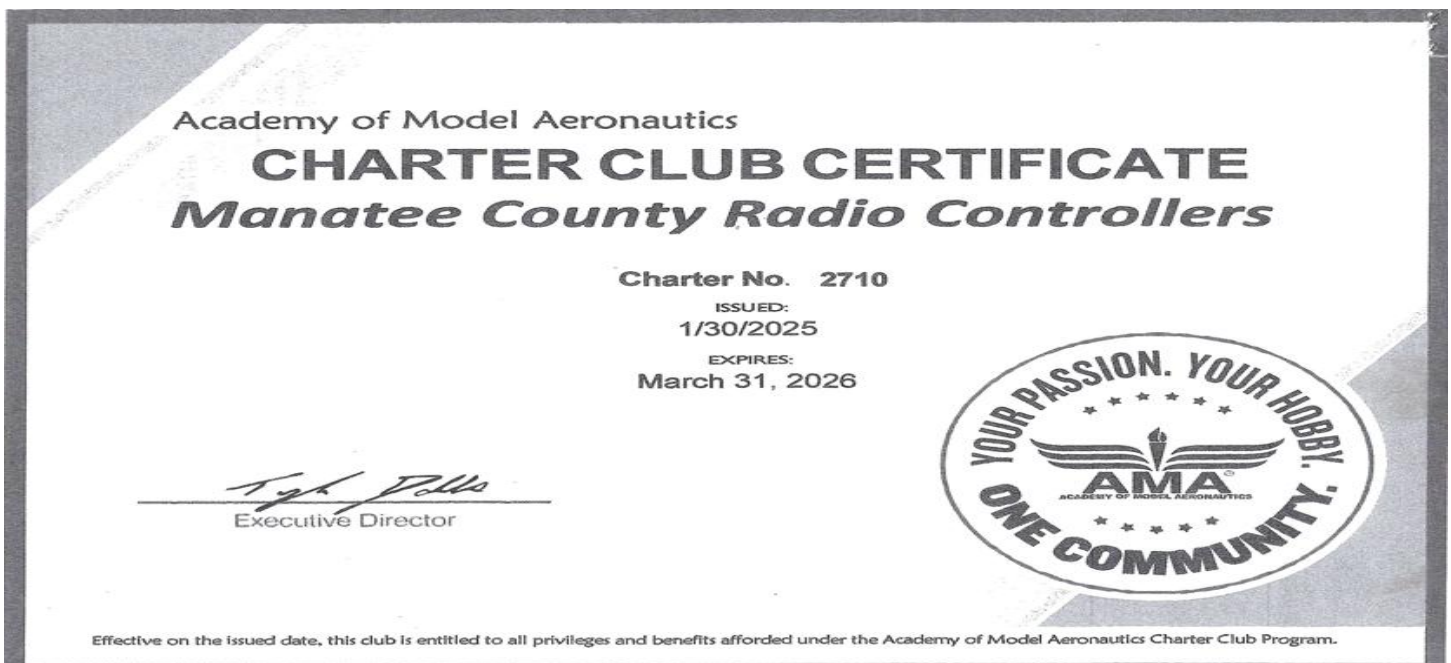 Academy of Model Aeronautics
CHARTER CLUB CERTIFICATE
Manatee County Radio Controllers
Charter No. 2710
ISSUED:
1/30/2025
EXPIRES:
March 31, 2026
YOUR PASSION. YOUR HOBBY.
AMA
ACADEMY OF MODEL AERONAUTICS
ONE COMMUNITY.
Executive Director
Effective on the issued date, this club is entitled to all privileges and benefits afforded under the Academy of Model Aeronautics Charter Club Program.